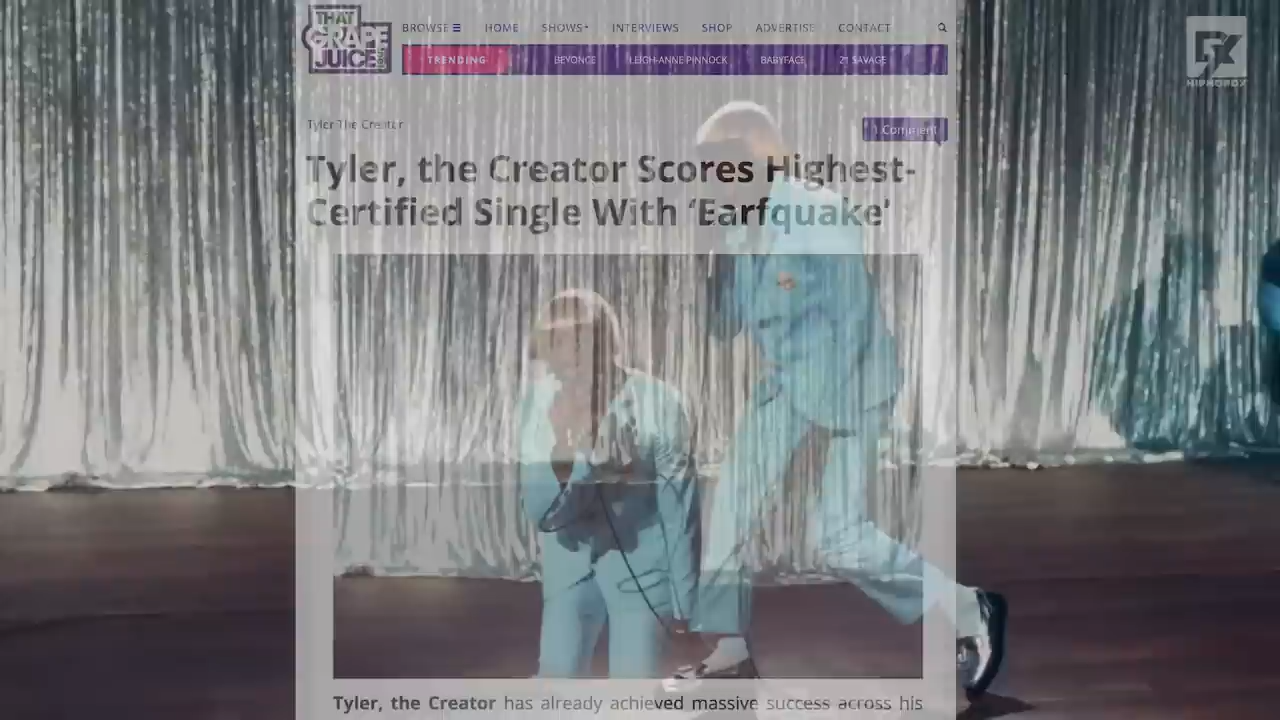 THAT
GRAPE
JUICE
BROWSE HOME SHOWS INTERVIEWS SHOP ADVERTISE CONTACT
TRENDING BEYONCE LEIGH-ANNE PINNOCK BABYFACE 21 SAVAGE
HIPHOPDX
Tyler The Creator
1 Comment
Tyler, the Creator Scores Highest-
Certified Single With ‘Earfquake’
Tyler, the Creator has already achieved massive success across his